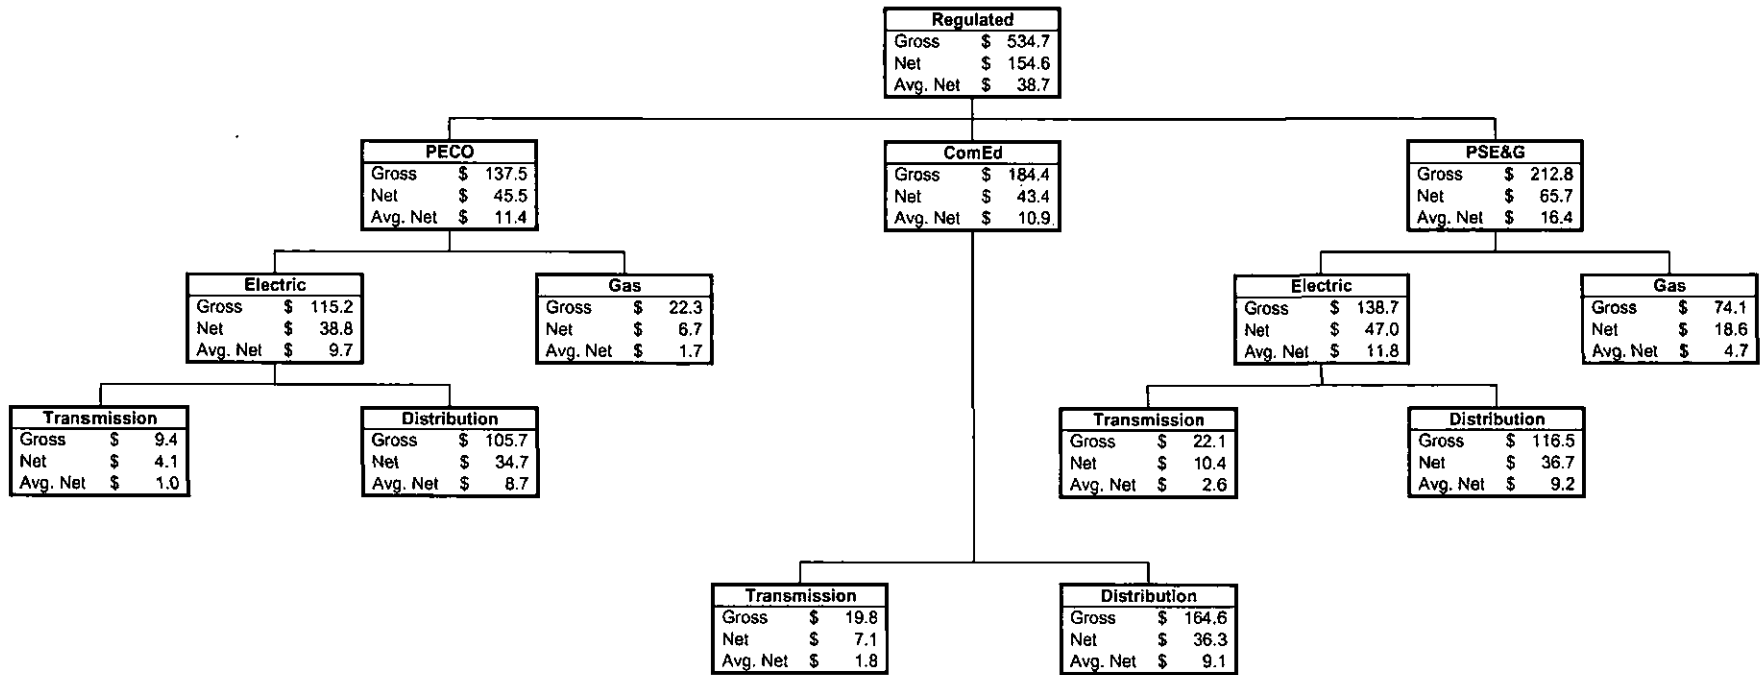 Regulated
Gross $ 534.7
Net $ 154.6
Avg. Net $ 38.7
PECO
Gross $ 137.5
Net $ 45.5
Avg. Net $ 11.4
ComEd
Gross $ 184.4
Net $ 43.4
Avg. Net $ 10.9
PSE&G
Gross $ 212.8
Net $ 65.7
Avg. Net $ 16.4
Electric
Gross $ 115.2
Net $ 38.8
Avg. Net $ 9.7
Gas
Gross $ 22.3
Net $ 6.7
Avg. Net $ 1.7
Electric
Gross $ 138.7
Net $ 47.0
Avg. Net $ 11.8
Gas
Gross $ 74.1
Net $ 18.6
Avg. Net $ 4.7
Transmission
Gross $ 9.4
Net $ 4.1
Avg. Net $ 1.0
Distribution
Gross $ 105.7
Net $ 34.7
Avg. Net $ 8.7
Transmission
Gross $ 22.1
Net $ 10.4
Avg. Net $ 2.6
Distribution
Gross $ 116.5
Net $ 36.7
Avg. Net $ 9.2
Transmission
Gross $ 19.8
Net $ 7.1
Avg. Net $ 1.8
Distribution
Gross $ 164.6
Net $ 36.3
Avg. Net $ 9.1